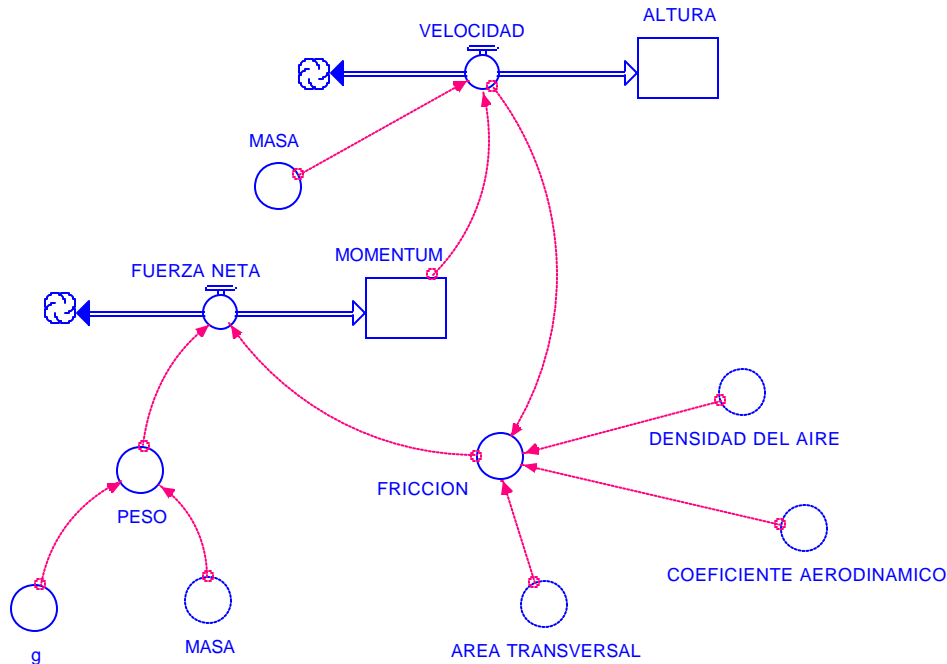 ALTURA
VELOCIDAD
MASA
MOMENTUM
FUERZA NETA
DENSIDAD DEL AIRE
FRICCION
PESO
COEFICIENTE AERODINAMICO
MASA
AREA TRANSVERSAL
g